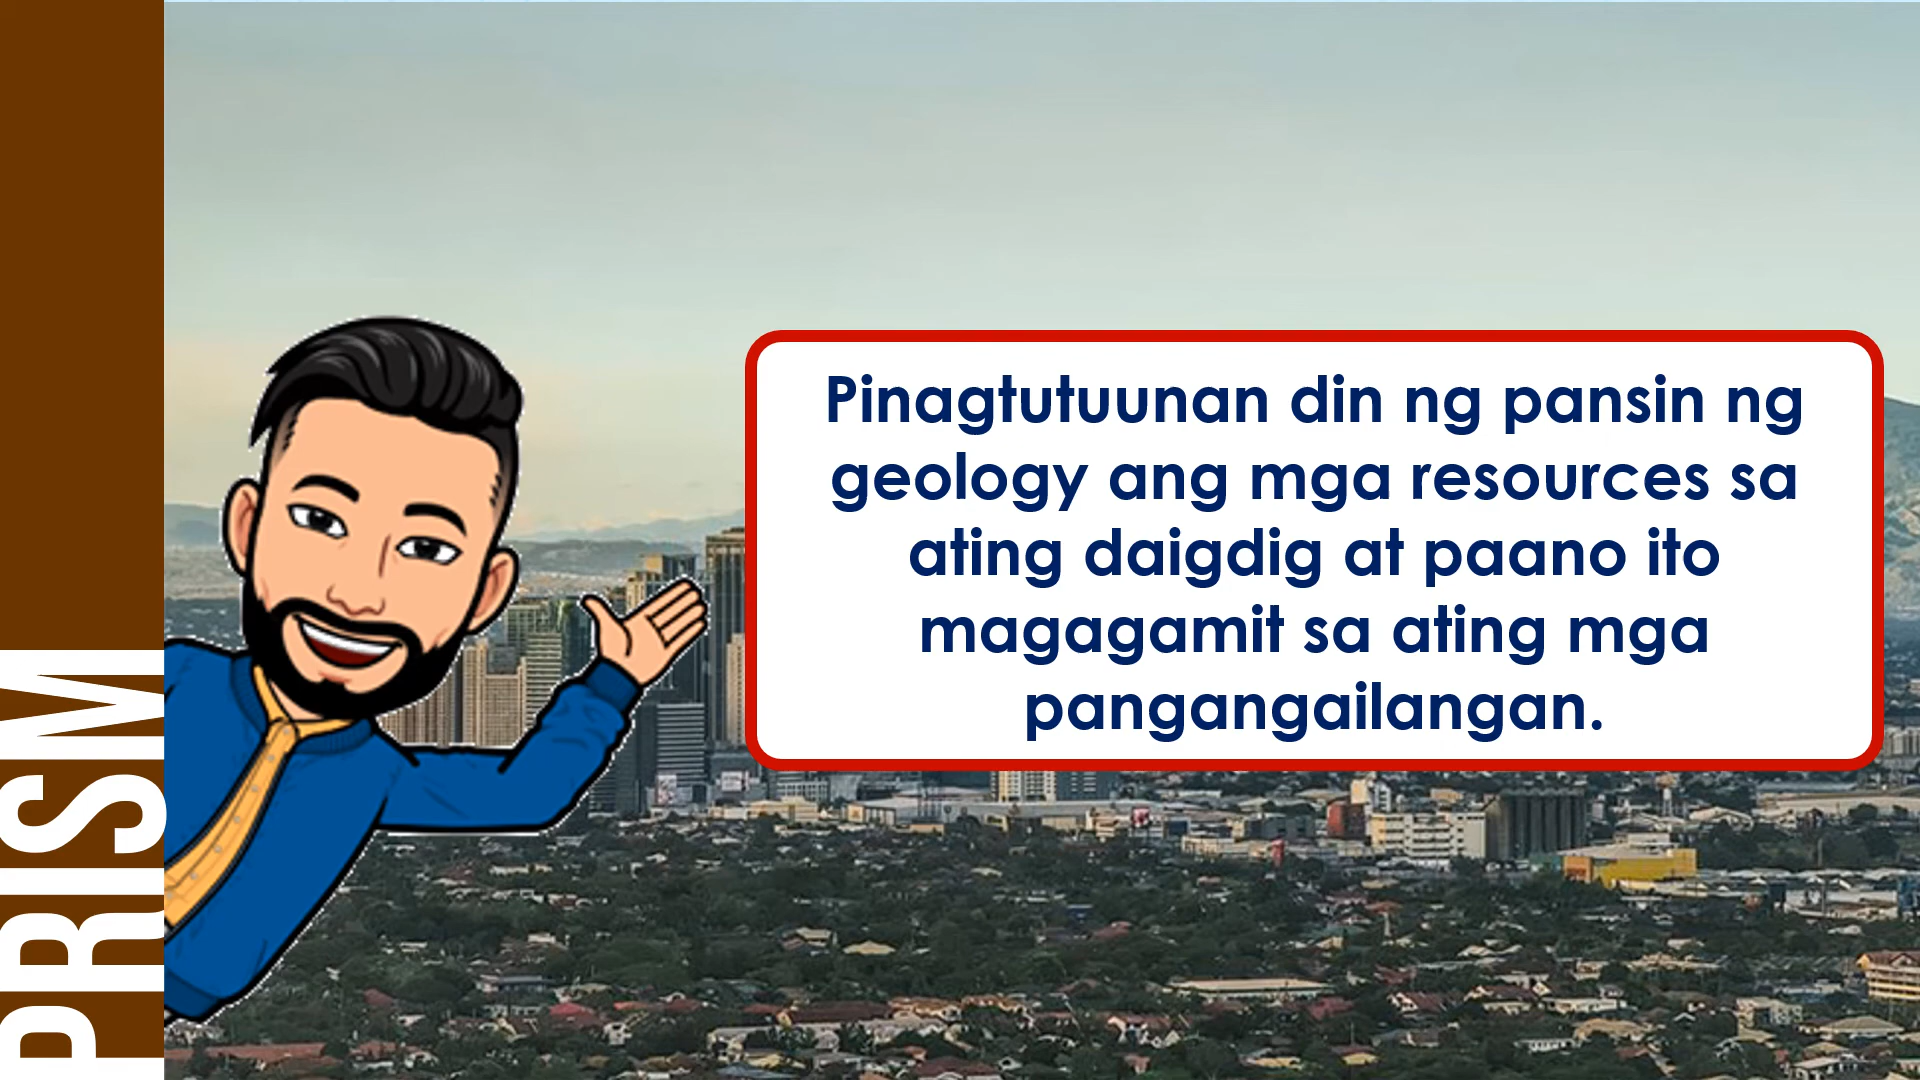 PRISM
Pinagtutuunan din ng pansin ng
geology ang mga resources sa
ating daigdig at paano ito
magagamit sa ating mga
pangangailangan.